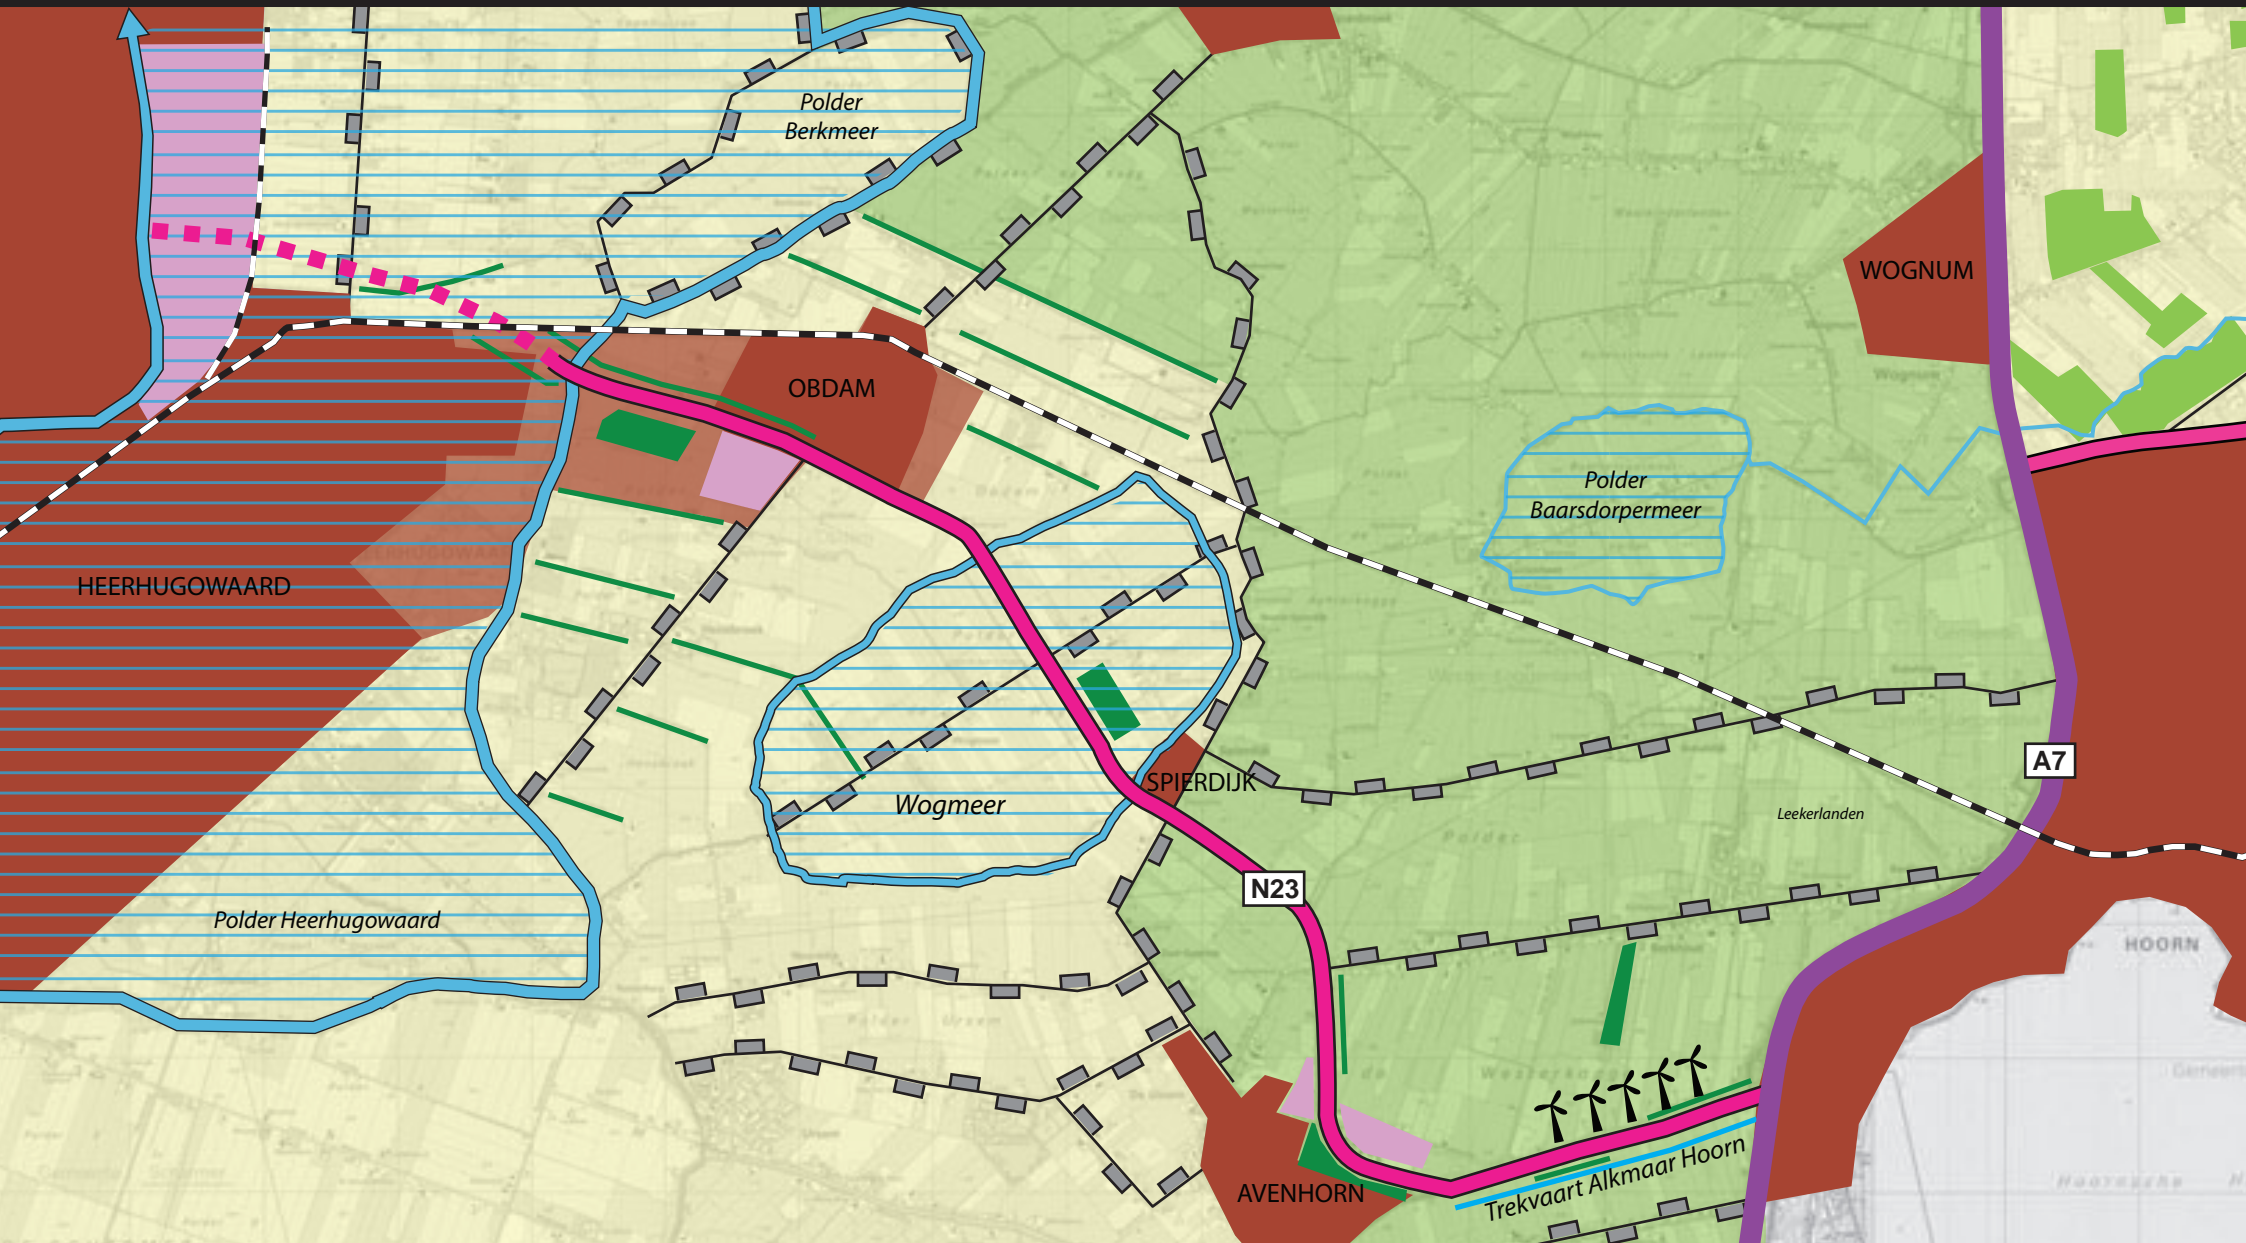 Polder
Berkmeer
WOGNUM
OBDAM
Polder
Baarsdorpermeer
HEERHUGOWAARD
A7
SPIERDIJK
Wogmeer
Leekerlanden
N23
Polder Heerhugowaard
HOORN
Trekvaart Alkmaar Hoorn
AVENHORN